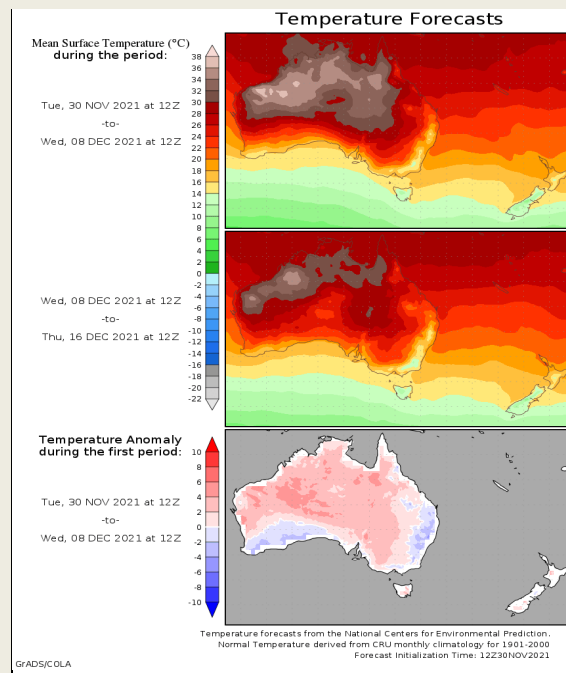 Temperature Forecasts
Mean Surface Temperature (°C)
during the period:
Tue, 30 NOV 2021 at 12Z
-to-
Wed, 08 DEC 2021 at 12Z
38
36
34
32
30
28
26
24
22
20
18
16
14
12
10
8
6
4
2
0
-2
-4
-6
-8
-10
-12
-14
-16
-18
-20
-22
Wed, 08 DEC 2021 at 12Z
-to-
Thu, 16 DEC 2021 at 12Z
Temperature Anomaly
during the first period:
Tue, 30 NOV 2021 at 12Z
-to-
Wed, 08 DEC 2021 at 12Z
10
8
6
4
2
0
-2
-4
-6
-8
-10
Temperature forecasts from the National Centers for Environmental Prediction.
Normal Temperature derived from CRU monthly climatology for 1901-2000
Forecast Initialization Time: 12Z30NOV2021
GrADS/COLA